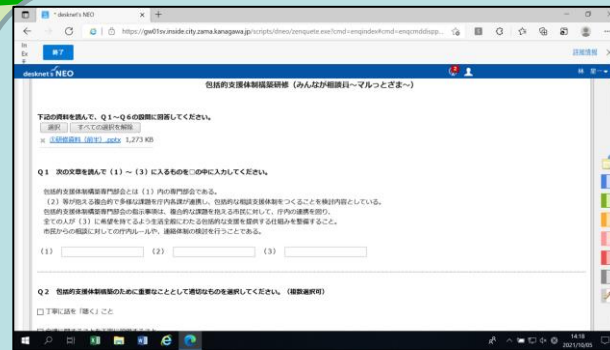 desknet's NEO
https://gw01sv.inside.city.zama.kanagawa.jp/scripts/dneo/zenquete.exe?cmd=enqindex#cmd=enqrmddispp...
終了
詳細情報
desknet's NEO
包括的支援体制構築研修（みんなが相談員～マルっとざま～）
下記の資料を読んで、Q1～Q6の設問に回答してください。
選択 すべての選択を解除
①研修資料（前半）.pptx 1,273 KB
Q1 次の文章を読んで（1）～（3）に入るものを□の中に入力してください。
包括的支援体制構築専門部会とは（1）内の専門部会である。
（2）等が抱える複合的で多様な課題を庁内各課が連携し、包括的な相談支援体制をつくることを検討内容としている。
包括的支援体制構築専門部会の指示事項は、複合的な課題を抱える市民に対して、庁内の連携を図り、
全ての人が（3）に希望を持てるよう生活全般にわたる包括的な支援を提供する仕組みを整備すること。
市民からの相談に対しての庁内ルールや、連絡体制の検討を行うことである。
(1) (2) (3)
Q2 包括的支援体制構築のために重要なこととして適切なものを選択してください。（複数選択可）
丁寧に話を「聴く」こと
14:18
2021/10/05